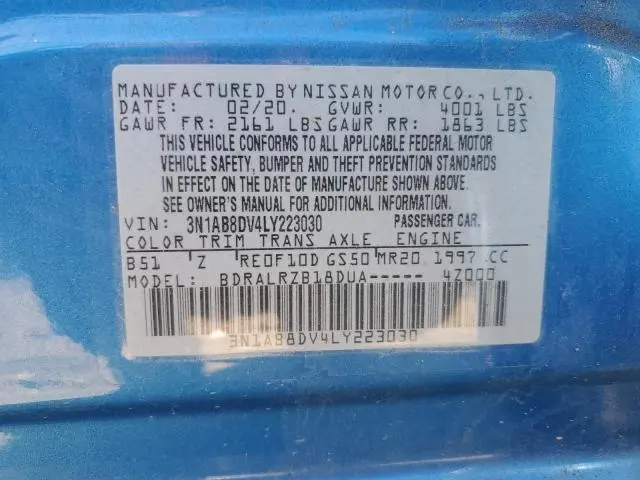 MANUFACTURED BY NISSAN MOTOR CO., LTD.
DATE: 02/20. GVWR: 4001 LBS
GAWR FR: 2161 LBS GAWR RR: 1863 LBS
THIS VEHICLE CONFORMS TO ALL APPLICABLE FEDERAL MOTOR
VEHICLE SAFETY, BUMPER AND THEFT PREVENTION STANDARDS
IN EFFECT ON THE DATE OF MANUFACTURE SHOWN ABOVE.
SEE OWNER'S MANUAL FOR ADDITIONAL INFORMATION.
VIN: 3N1AB8DV4LY223030 PASSENGER CAR.
COLOR TRIM TRANS AXLE ENGINE
B51 Z RE0F10D GS50 MR20 1997 CC
MODEL: BDRALRZB18DUA----- 4Z000
3N1AB8DV4LY223030